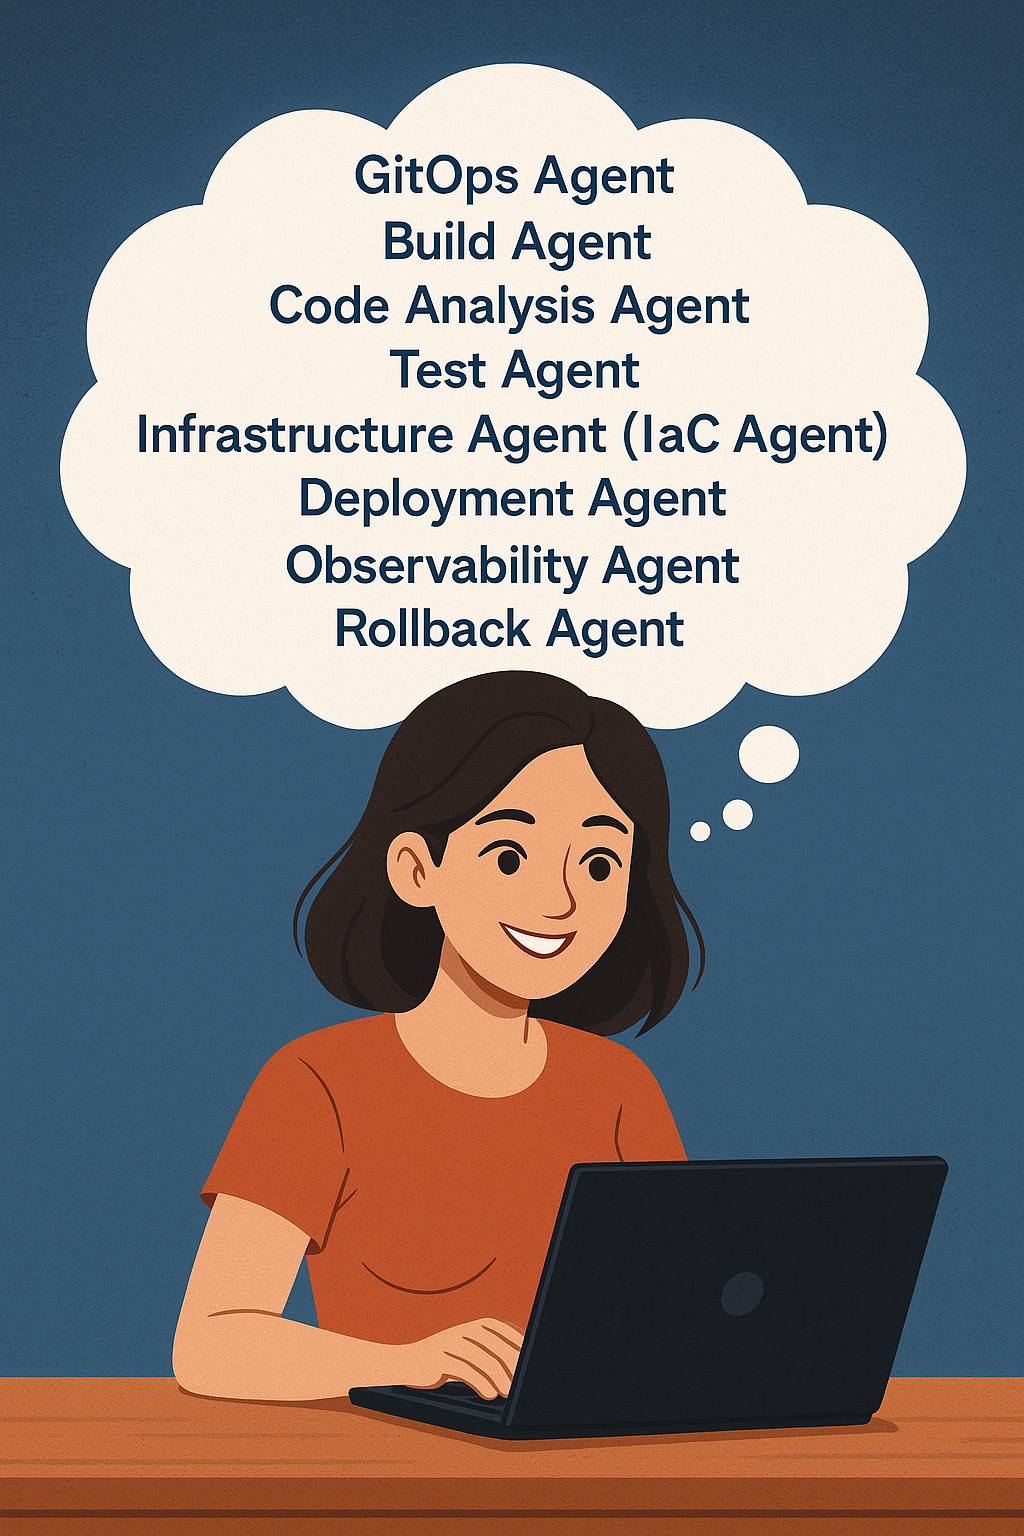 GitOps Agent
Build Agent
Code Analysis Agent
Test Agent
Infrastructure Agent (IaC Agent)
Deployment Agent
Observability Agent
Rollback Agent